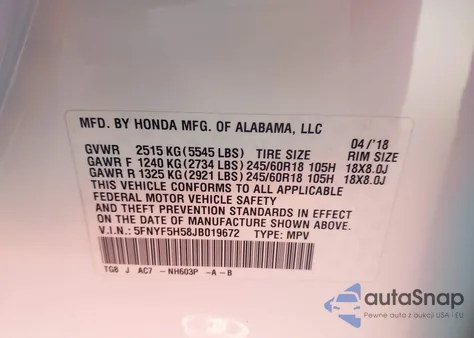 MFD. BY HONDA MFG. OF ALABAMA, LLC
GVWR 2515 KG (5545 LBS) TIRE SIZE 04/'18 RIM SIZE
GAWR F 1240 KG (2734 LBS) 245/60R18 105H 18X8.0J
GAWR R 1325 KG (2921 LBS) 245/60R18 105H 18X8.0J
THIS VEHICLE CONFORMS TO ALL APPLICABLE
FEDERAL MOTOR VEHICLE SAFETY
AND THEFT PREVENTION STANDARDS IN EFFECT
ON THE DATE OF MANUFACTURE SHOWN ABOVE.
V.I.N.: 5FNYF5H58JB019672 TYPE: MPV
TG8 J AC7 -NH603P -A-B
autoSnap
Pewne auta z aukcji USA i EU